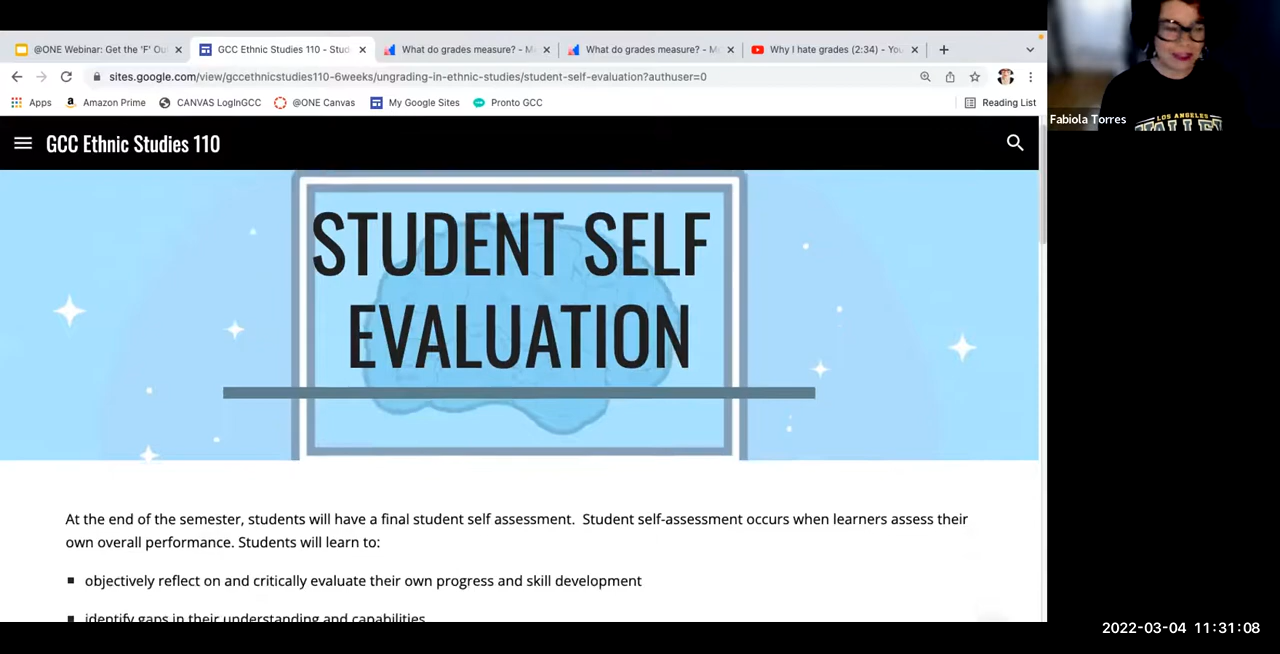 @ONE Webinar: Get the 'F' Ou
GCC Ethnic Studies 110 - Stud
What do grades measure? - Me
What do grades measure? - Mc
Why I hate grades (2:34) - You
sites.google.com/view/gccethnicstudies110-6weeks/ungrading-in-ethnic-studies/student-self-evaluation?authuser=0
Apps
Amazon Prime
CANVAS LogInGCC
@ONE Canvas
My Google Sites
Pronto GCC
Reading List
GCC Ethnic Studies 110
STUDENT SELF
EVALUATION
At the end of the semester, students will have a final student self assessment. Student self-assessment occurs when learners assess their
own overall performance. Students will learn to:
▪ objectively reflect on and critically evaluate their own progress and skill development
▪ identify gaps in their understanding and capabilities
LOS ANGELES
VALLEY
Fabiola Torres
2022-03-04 11:31:08